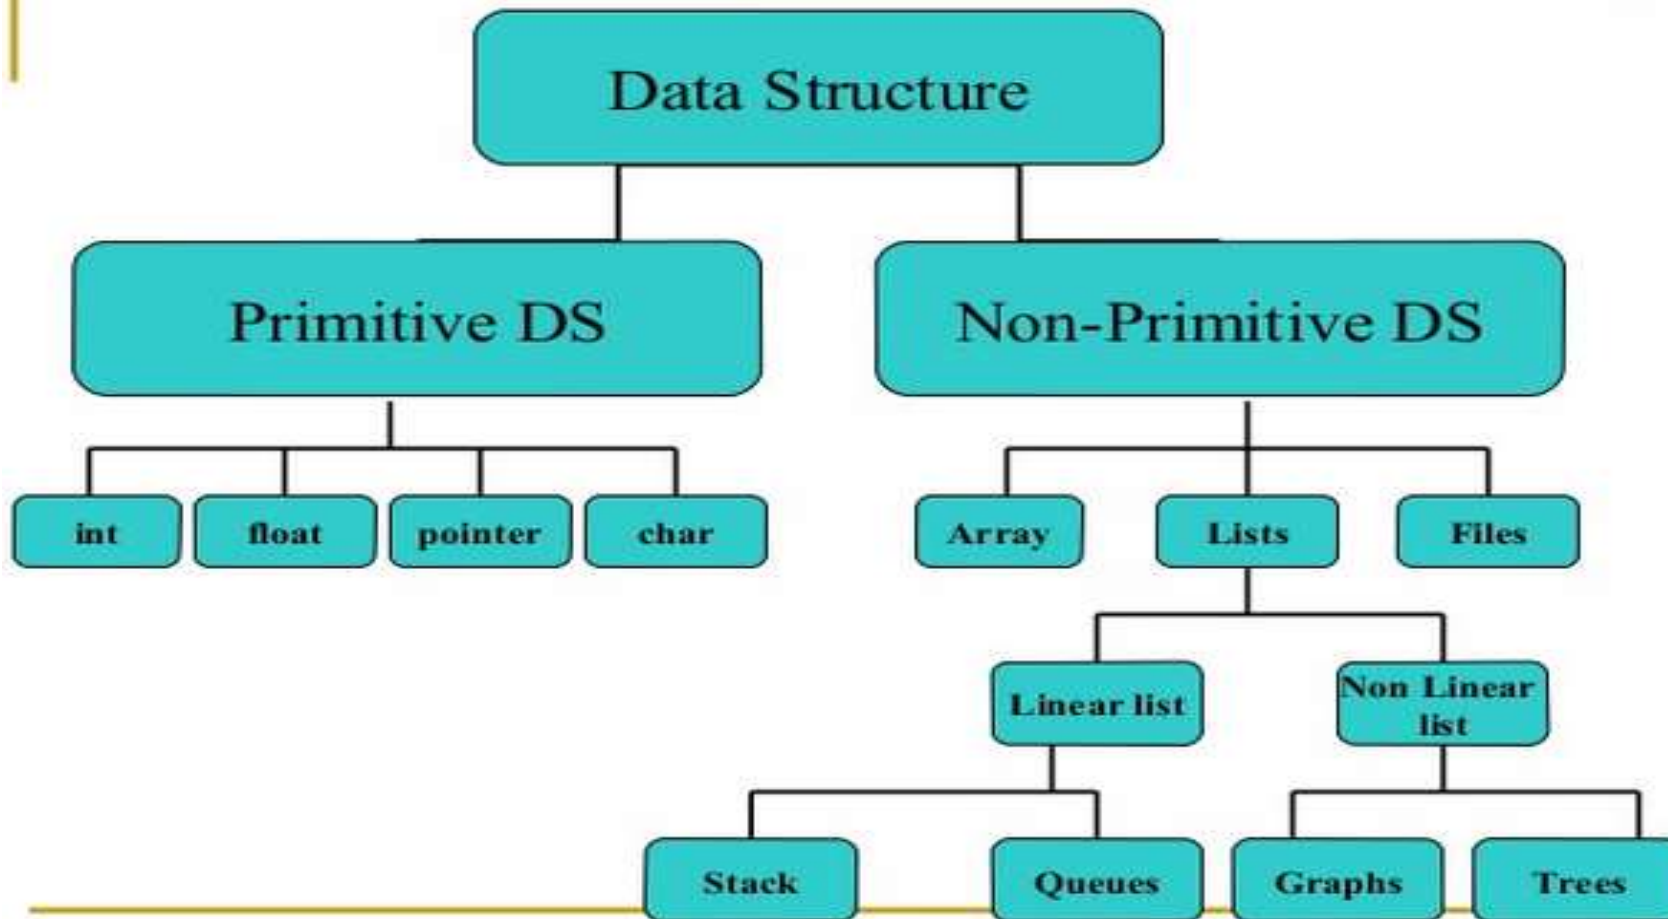 Data Structure
Primitive DS
Non-Primitive DS
int
float
pointer
char
Array
Lists
Files
Linear list
Non Linear
list
Stack
Queues
Graphs
Trees